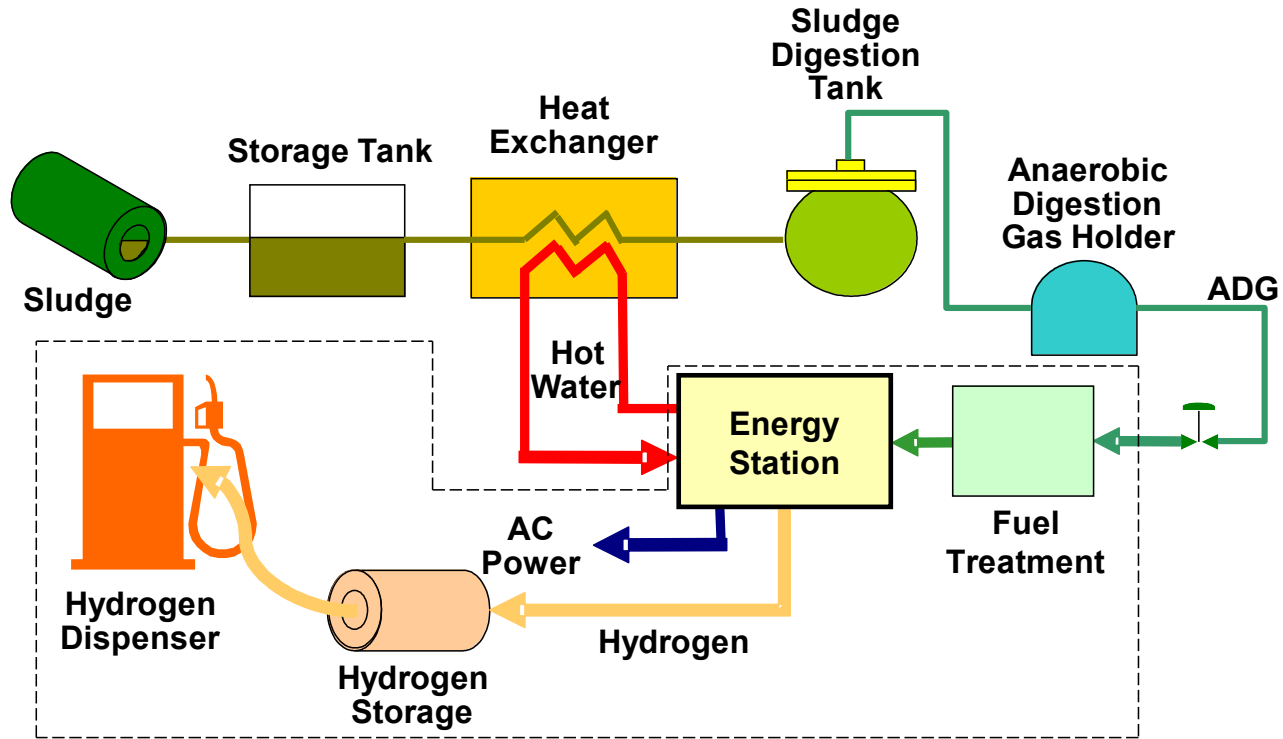 Sludge
Digestion
Tank
Heat
Exchanger
Storage Tank
Anaerobic
Digestion
Gas Holder
Sludge
ADG
Hot
Water
Energy
Station
Fuel
Treatment
AC
Power
Hydrogen
Dispenser
Hydrogen
Hydrogen
Storage